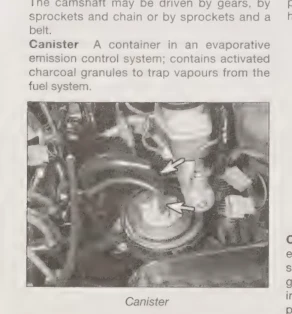 The camshaft may be driven by gears, by
sprockets and chain or by sprockets and a
belt.
Canister A container in an evaporative
emission control system; contains activated
charcoal granules to trap vapours from the
fuel system.
Canister